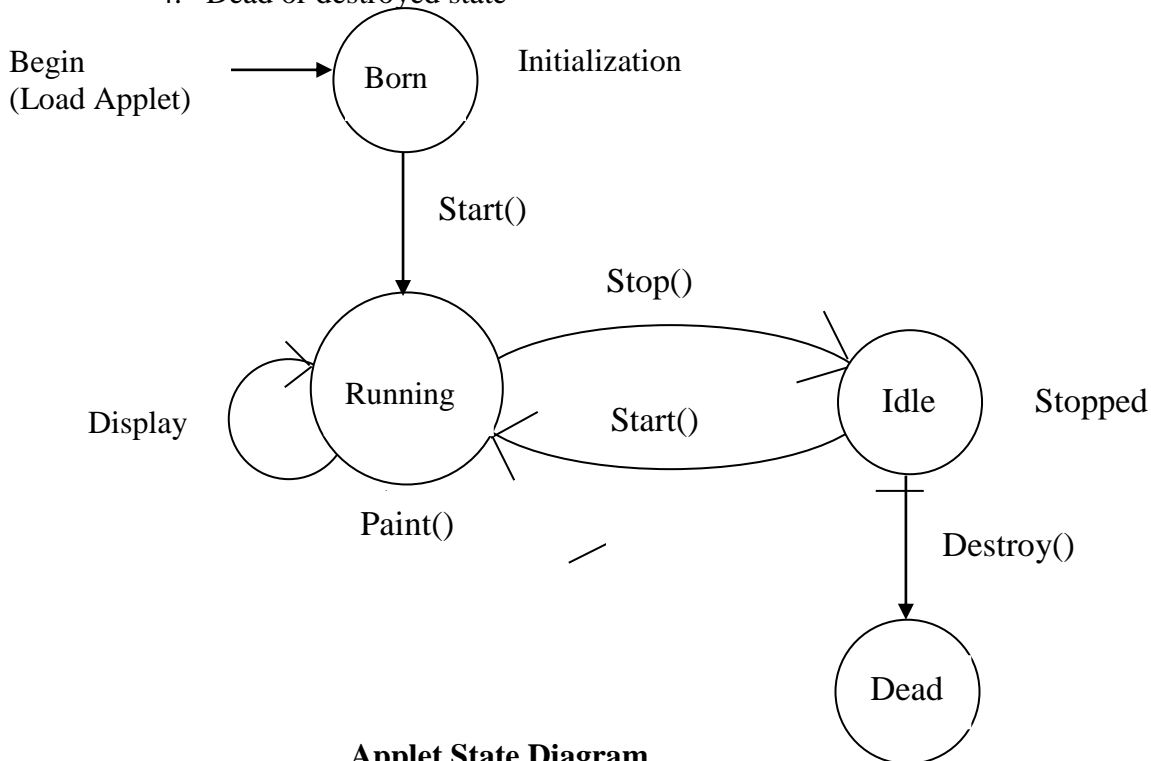 4. Dead or destroyed state
Begin
(Load Applet)
Born
Initialization
Start()
Stop()
Running
Idle
Stopped
Display
Start()
Paint()
Destroy()
Dead
Applet State Diagram